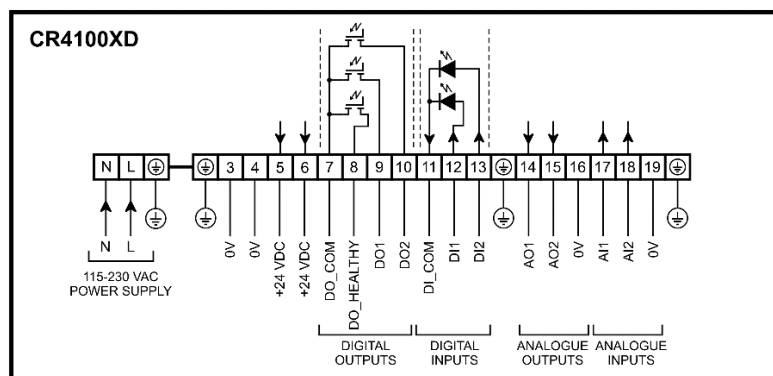 CR4100XD
N L 3 4 5 6 7 8 9 10 11 12 13 14 15 16 17 18 19
N L
115-230 VAC
POWER SUPPLY
0V
0V
+24 VDC
+24 VDC
DO_COM
DO_HEALTHY
DO1
DO2
DI_COM
DI1
DI2
AO1
AO2
0V
AI1
AI2
0V
DIGITAL
OUTPUTS
DIGITAL
INPUTS
ANALOGUE
OUTPUTS
ANALOGUE
INPUTS